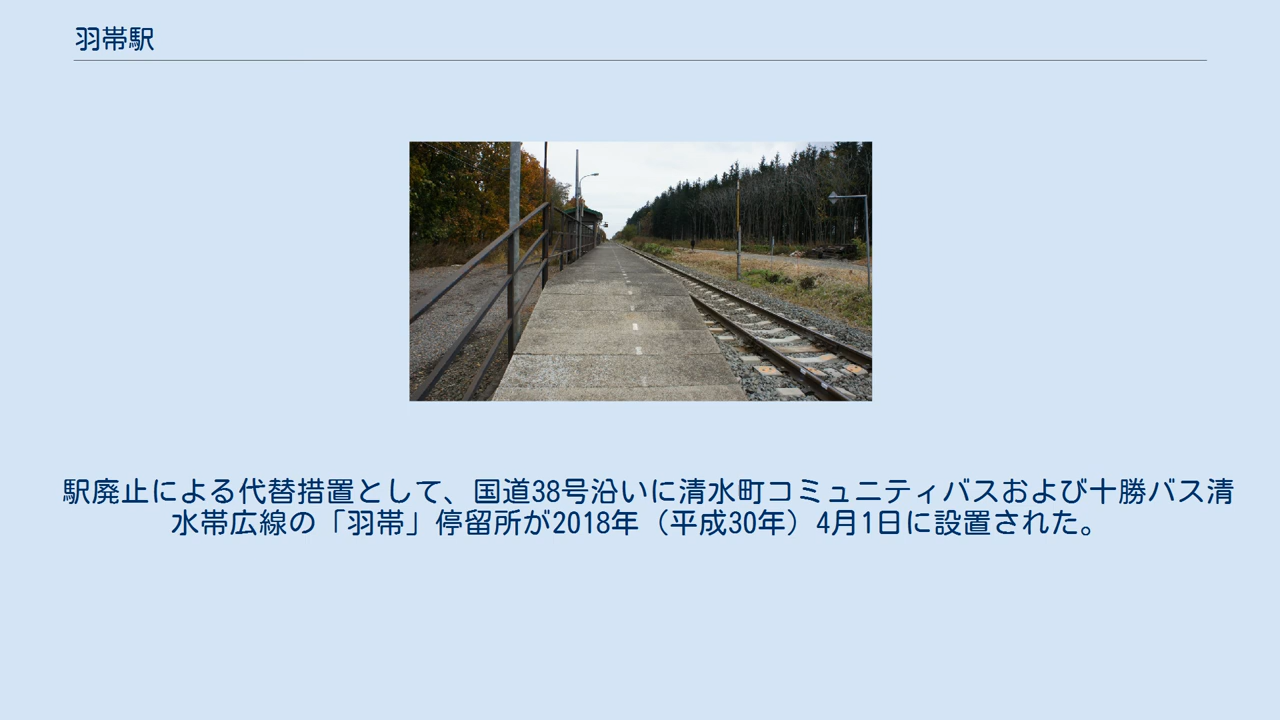 羽帯駅
駅廃止による代替措置として、国道38号沿いに清水町コミュニティバスおよび十勝バス清
水帯広線の「羽帯」停留所が2018年（平成30年）4月1日に設置された。